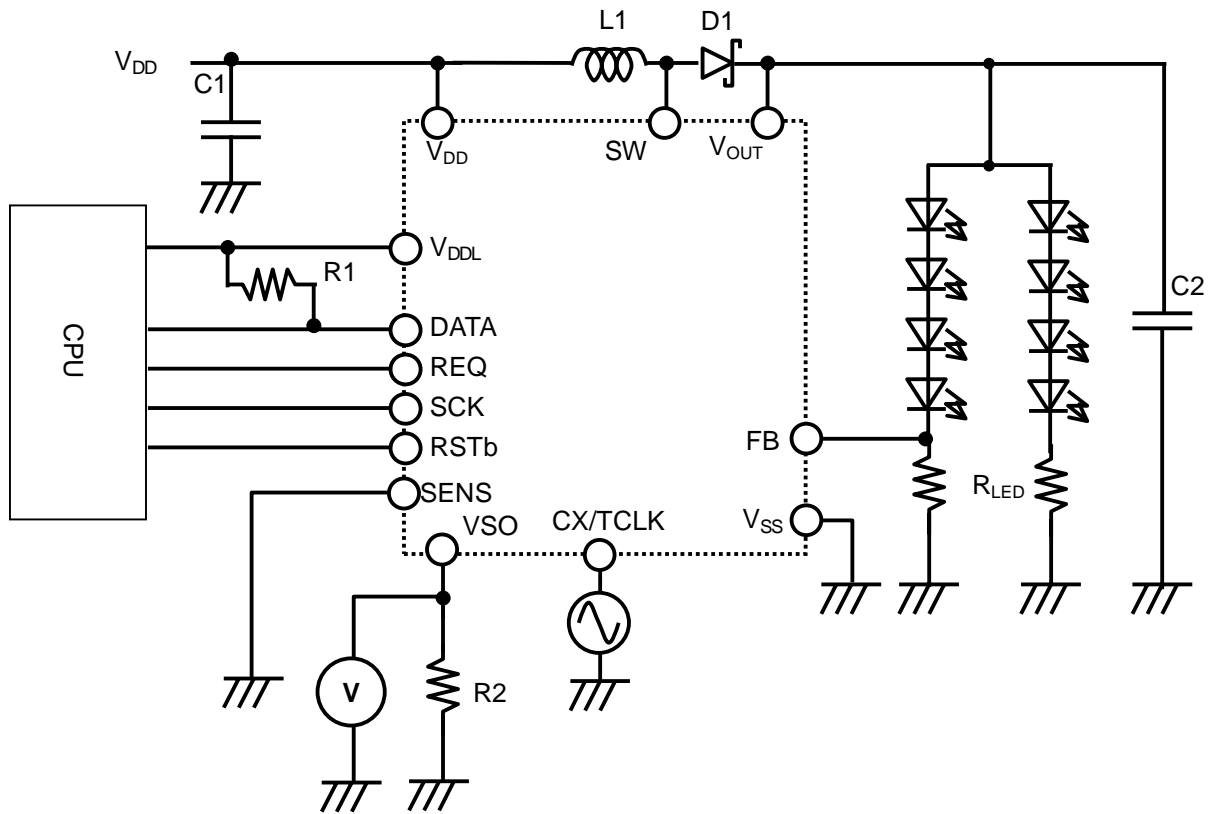 L1
D1
VDD
C1
VDD
SW
VOUT
VDDL
R1
DATA
CPU
REQ
SCK
RSTb
SENS
VSO
CX/TCLK
FB
VSS
RLED
C2
V
R2